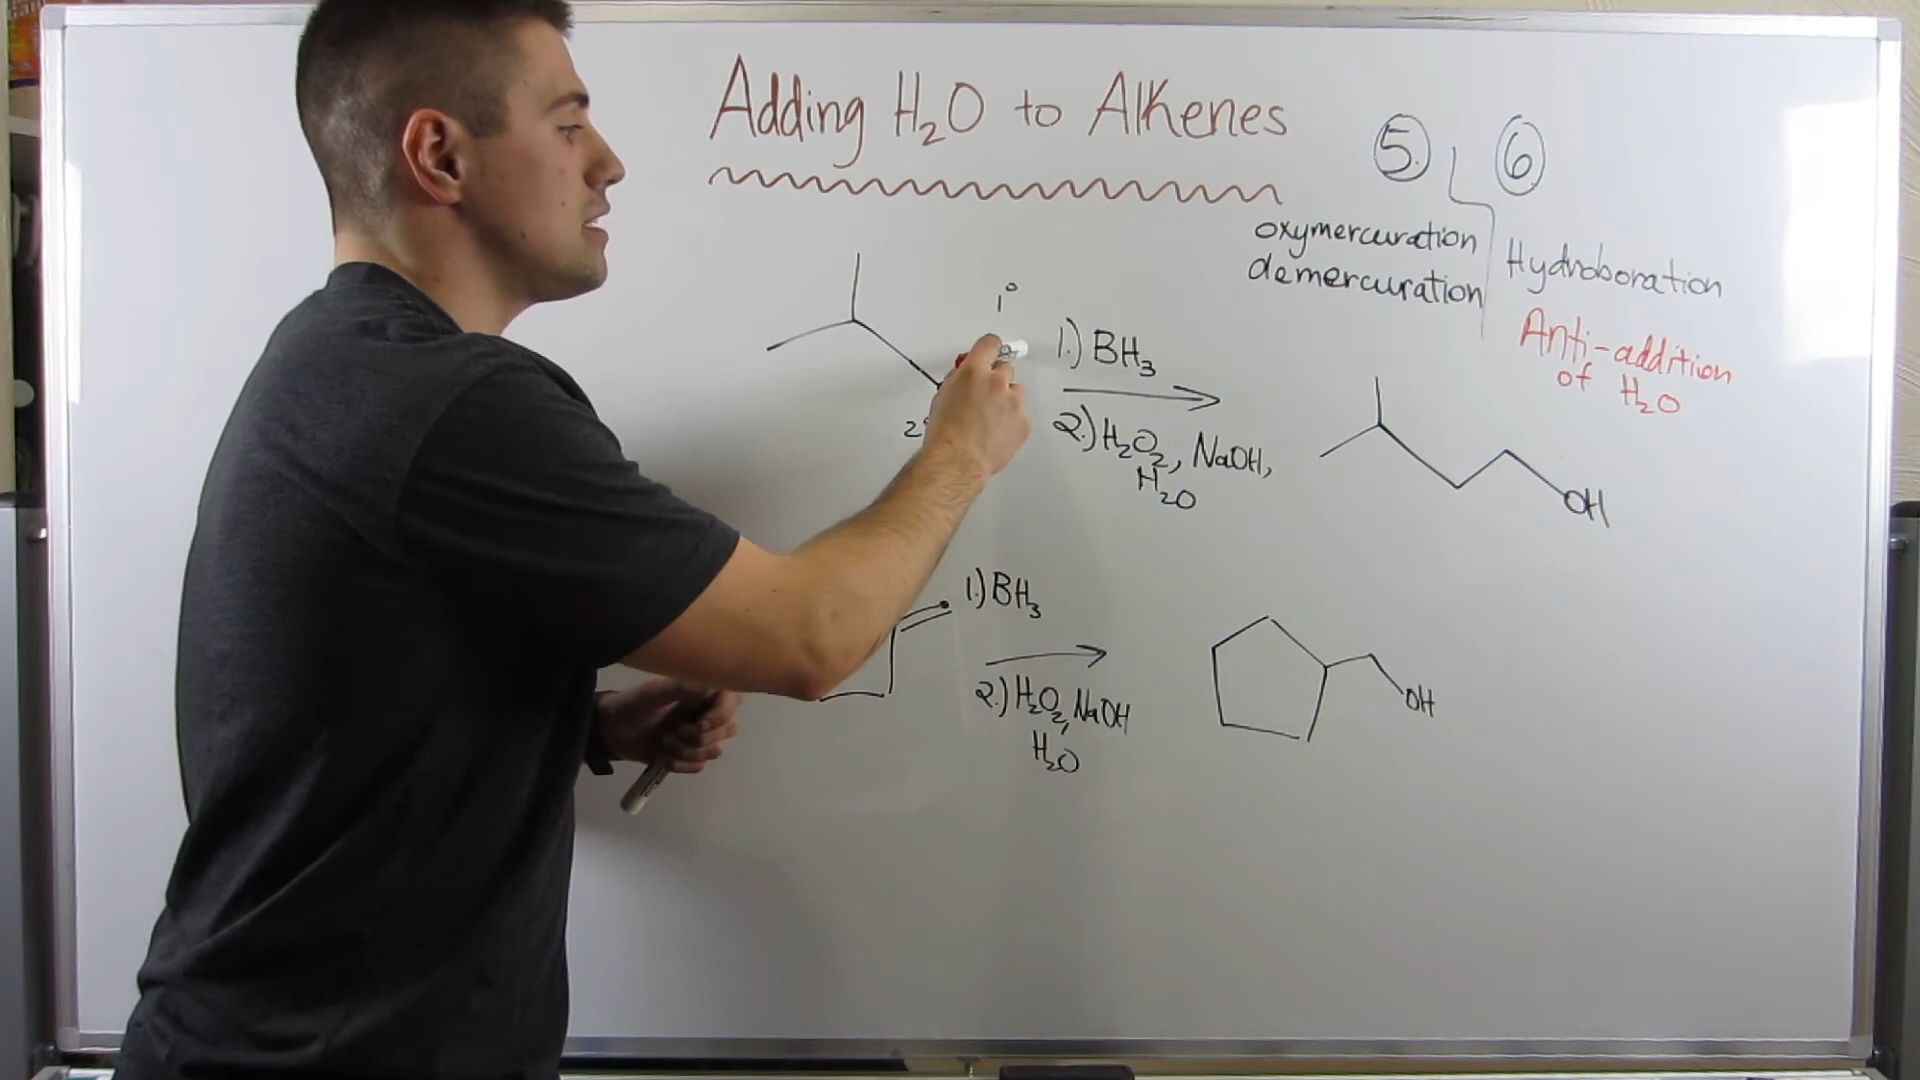 Adding H₂O to Alkenes
5.
6
oxymercuration
demercuration
Hydroboration
Anti-addition
of H₂O
1°
2°
1.) BH₃
2.) H₂O₂, NaOH,
H₂O
OH
1.) BH₃
2.) H₂O₂, NaOH
H₂O
OH